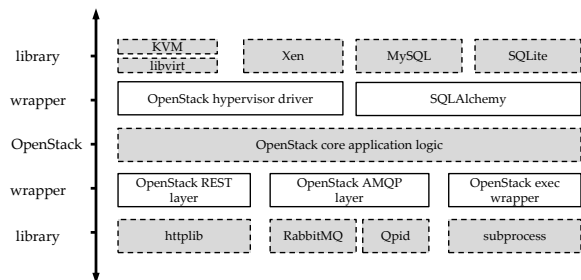 library
KVM
libvirt
Xen
MySQL
SQLite
wrapper
OpenStack hypervisor driver
SQLAlchemy
OpenStack
OpenStack core application logic
wrapper
OpenStack REST
layer
OpenStack AMQP
layer
OpenStack exec
wrapper
library
httplib
RabbitMQ
Qpid
subprocess